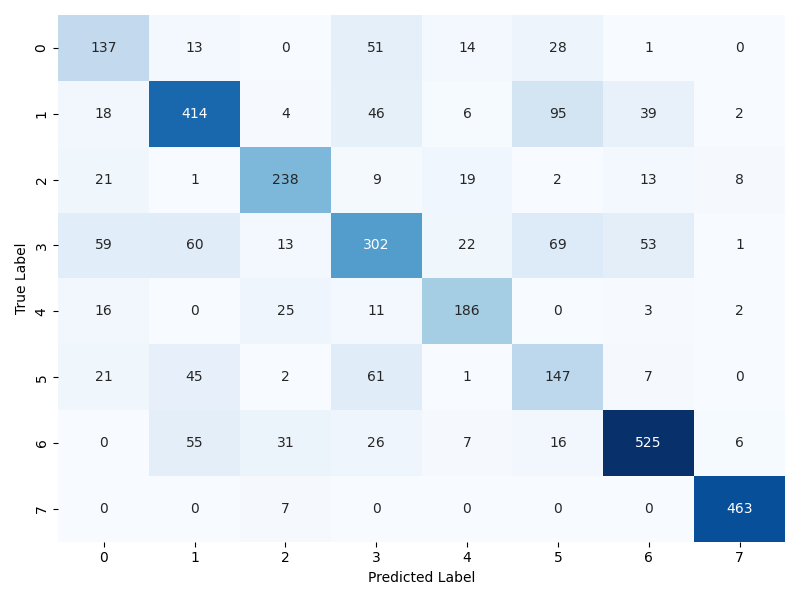 0 137 13 0 51 14 28 1 0
1 18 414 4 46 6 95 39 2
2 21 1 238 9 19 2 13 8
3 59 60 13 302 22 69 53 1
4 16 0 25 11 186 0 3 2
5 21 45 2 61 1 147 7 0
6 0 55 31 26 7 16 525 6
7 0 0 7 0 0 0 0 463
0 1 2 3 4 5 6 7
True Label
Predicted Label